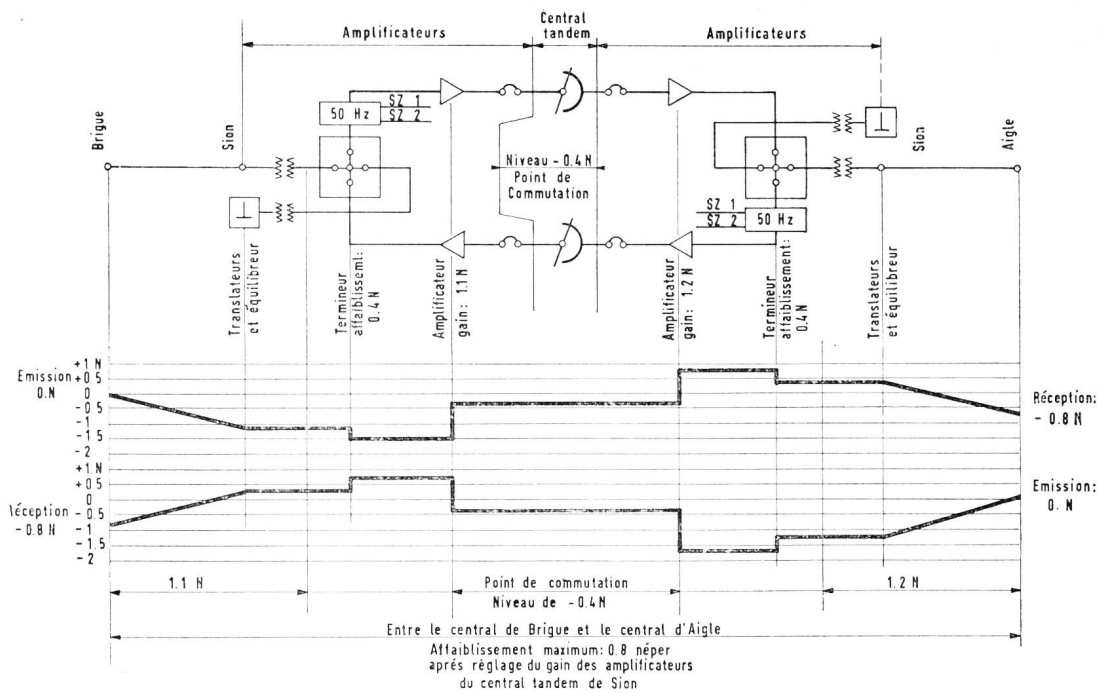 Amplificateurs
Central
tandem
Amplificateurs
Brigue
Sion
50 Hz
SZ 1
SZ 2
Niveau -0.4N
Point de
Commutation
SZ 1
SZ 2
50 Hz
Sion
Aigle
Translateurs
et équilibreur
Termineur
affaiblissemt:
0.4 N
Amplificateur
gain: 1.1 N
Amplificateur
gain: 1.2 N
Termineur
affaiblissement:
0.4N
Translateurs
et équilibreur
Emission
0.N
+1 N
+0.5
0
-0.5
-1
-1.5
-2
Réception:
- 0.8 N
léception
-0.8 N
+1 N
+0.5
0
-0.5
-1
-1.5
-2
Emission:
0. N
1.1 N
Point de commutation
Niveau de -0.4N
1.2 N
Entre le central de Brigue et le central d'Aigle
Affaiblissement maximum: 0.8 néper
aprés réglage du gain des amplificateurs
du central tandem de Sion